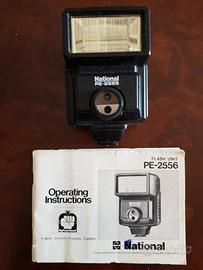 National
PE-2556
FLASH UNIT
PE-2556
Operating
Instructions
English, Deutsch, Français, Español
National